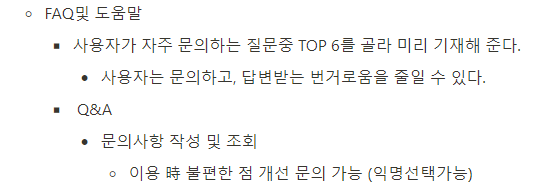 FAQ및 도움말
사용자가 자주 문의하는 질문중 TOP 6를 골라 미리 기재해 준다.
사용자는 문의하고, 답변받는 번거로움을 줄일 수 있다.
Q&A
문의사항 작성 및 조회
이용 時 불편한 점 개선 문의 가능 (익명선택가능)